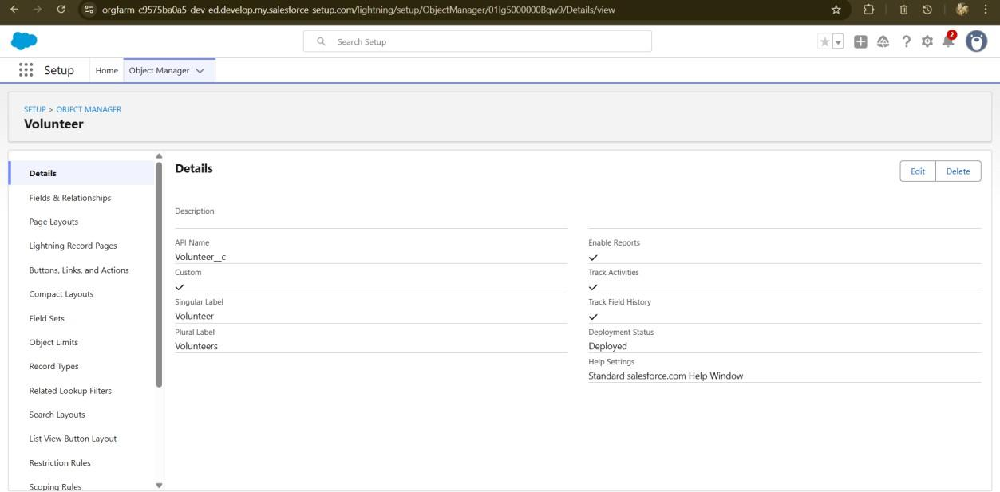 orgfarm-c9575ba0a5-dev-ed.develop.my.salesforce-setup.com/lightning/setup/ObjectManager/01Ig5000000Bqw9/Details/view
Search Setup
2
Setup
Home
Object Manager
SETUP > OBJECT MANAGER
Volunteer
Details
Fields & Relationships
Page Layouts
Lightning Record Pages
Buttons, Links, and Actions
Compact Layouts
Field Sets
Object Limits
Record Types
Related Lookup Filters
Search Layouts
List View Button Layout
Restriction Rules
Scoping Rules
Details
Edit
Delete
Description
API Name
Volunteer__c
Custom
Singular Label
Volunteer
Plural Label
Volunteers
Enable Reports
Track Activities
Track Field History
Deployment Status
Deployed
Help Settings
Standard salesforce.com Help Window